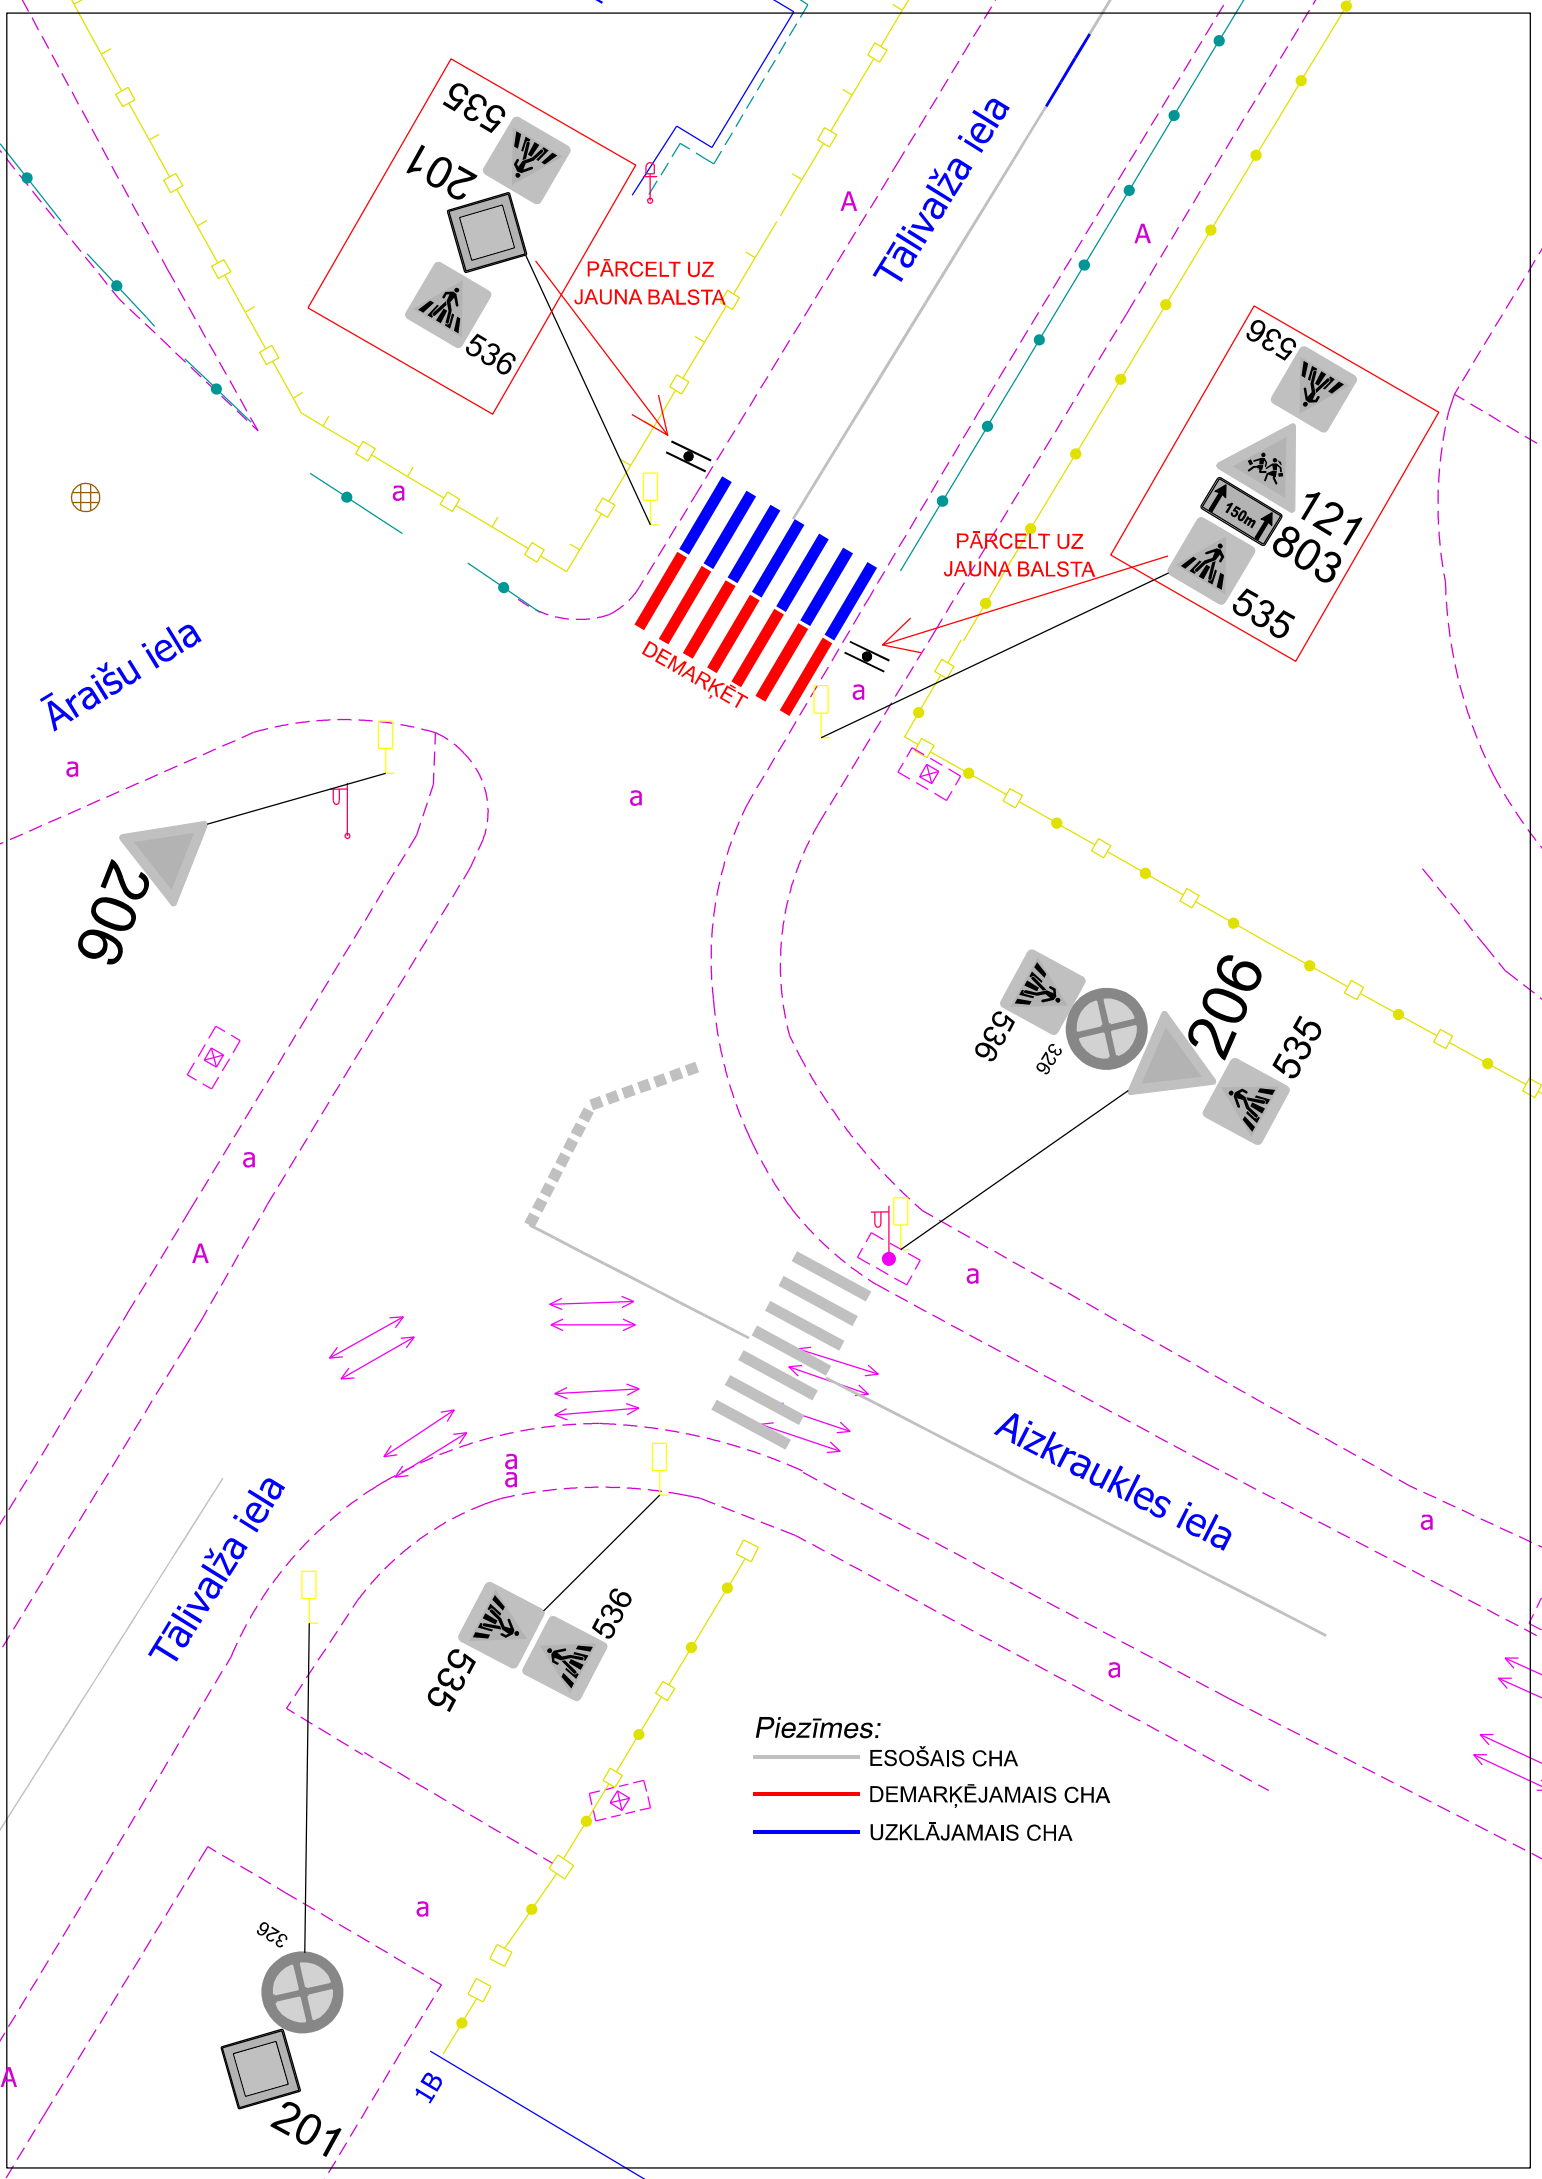 535
201
536
PĀRCELT UZ
JAUNA BALSTA
Tālivalža iela
A
A
536
121
150m
803
535
PĀRCELT UZ
JAUNA BALSTA
a
DEMARĶĒT
a
Āraišu iela
a
a
206
206
535
536
326
a
A
a
a
a
Aizkraukles iela
a
Tālivalža iela
536
535
a
Piezīmes:
ESOŠAIS CHA
DEMARĶĒJAMAIS CHA
UZKLĀJAMAIS CHA
a
326
A
1B
201